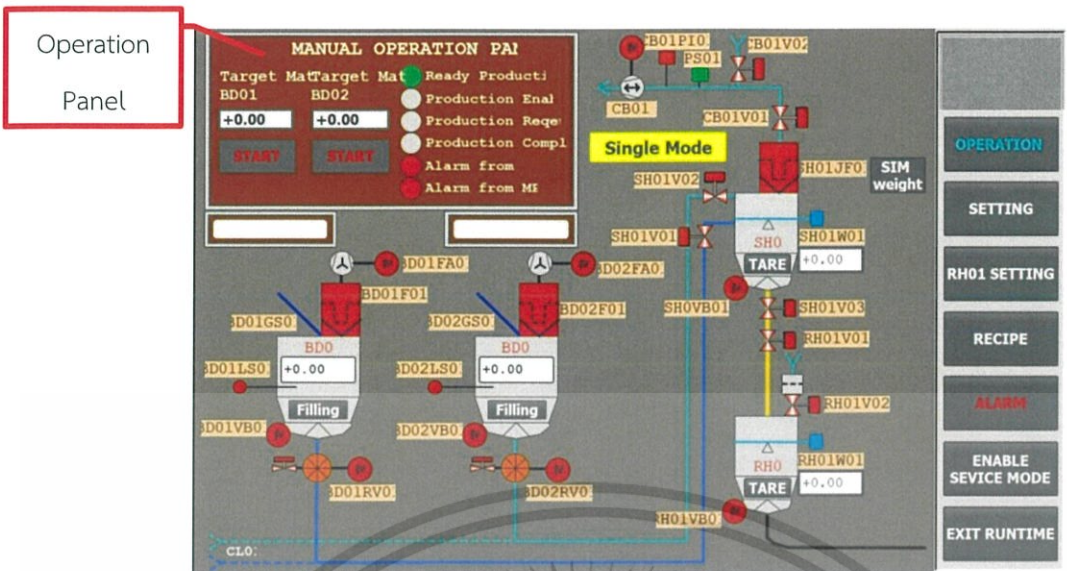 Operation
Panel
MANUAL OPERATION PAN
Target Mat
Target Mat
BD01
BD02
+0.00
+0.00
START
START
Ready Producti
Production Enal
Production Reqe
Production Compl
Alarm from
Alarm from ME
Single Mode
CB01PI0
CB01V02
PS01
CB01
CB01V01
SH01JF0
SIM
weight
SH01V02
SH01V01
SH0
SH01W01
TARE
+0.00
SH0VB01
SH01V03
RH01V01
RH01V02
RH0
RH01W01
TARE
+0.00
RH01VB0
BD01FA0
BD02FA0
BD01F01
BD02F01
BD01GS0
BD02GS0
BD0
BD0
BD01LS0
+0.00
BD02LS0
+0.00
Filling
Filling
BD01VB0
BD02VB0
BD01RV0
BD02RV0
CL0
OPERATION
SETTING
RH01 SETTING
RECIPE
ALARM
ENABLE
SEVICE MODE
EXIT RUNTIME